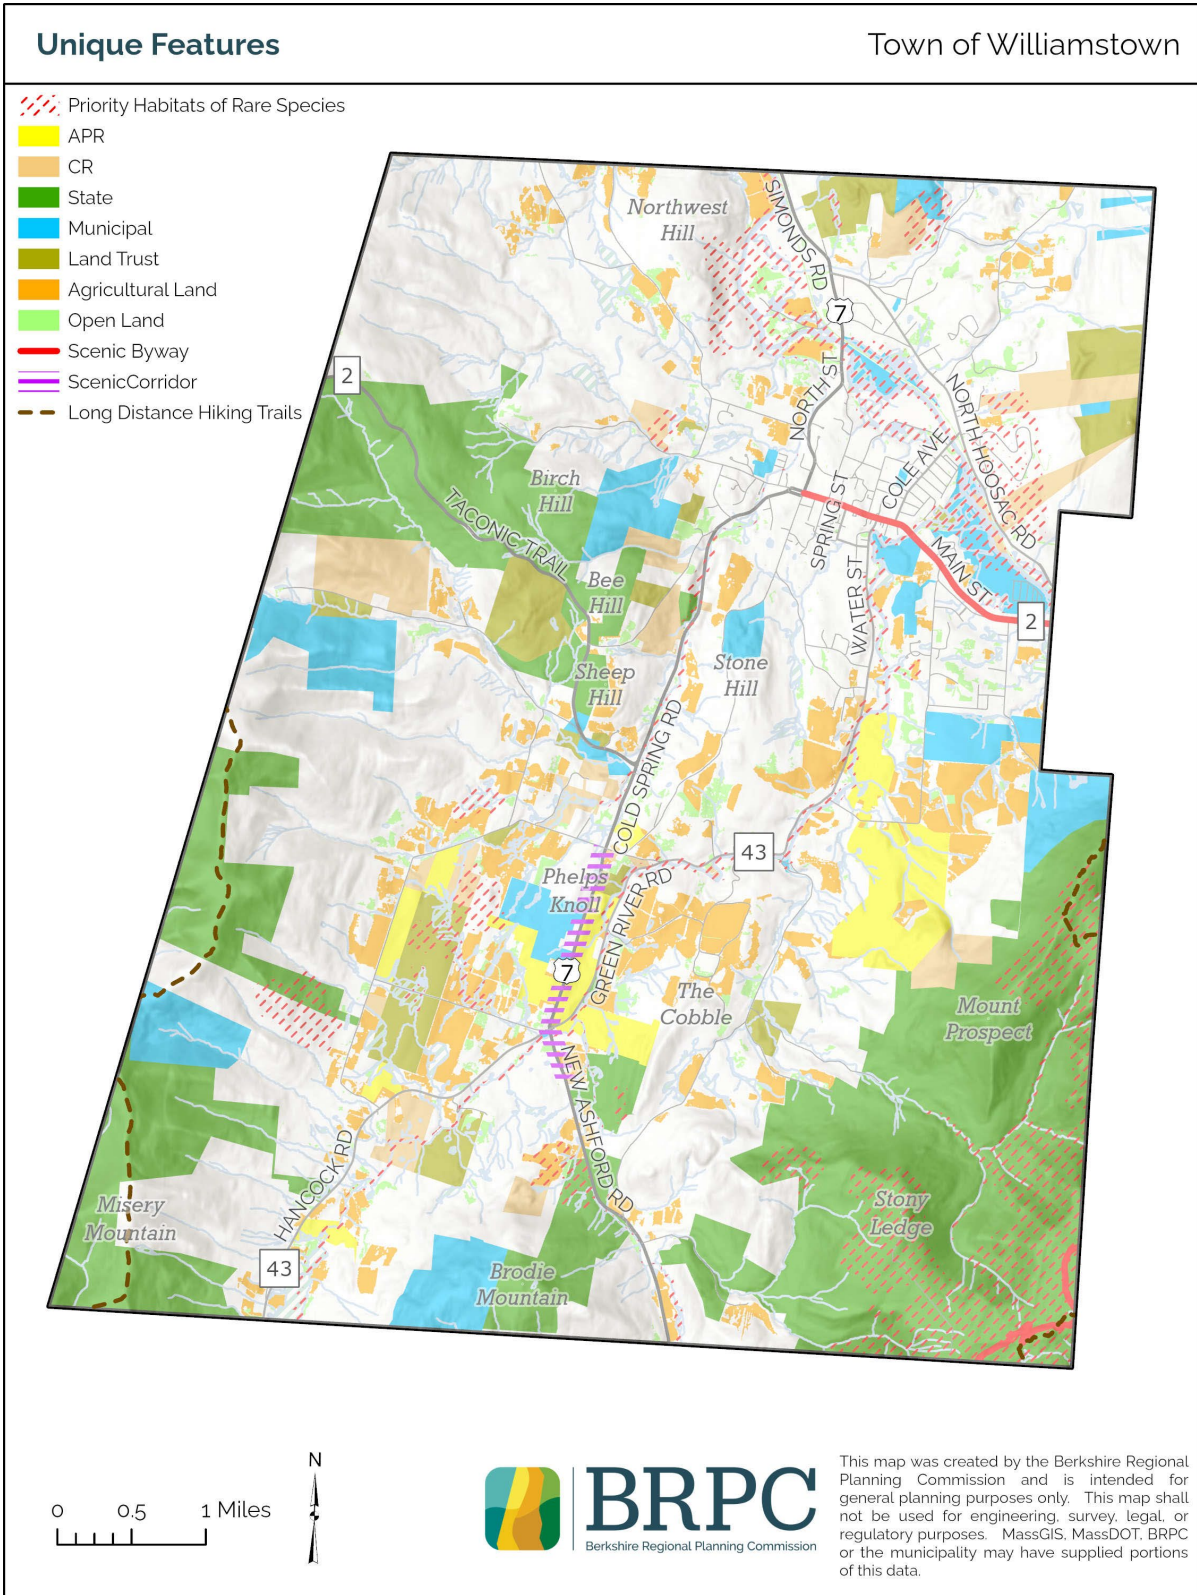 Unique Features
Town of Williamstown
Priority Habitats of Rare Species
APR
CR
State
Municipal
Land Trust
Agricultural Land
Open Land
Scenic Byway
ScenicCorridor
Long Distance Hiking Trails
Northwest
Hill
SIMONDS RD
7
2
NORTH ST
NORTH HOOSAC RD
COLE AVE
Birch
Hill
TACONIC TRAIL
SPRING ST
MAIN ST
Bee
Hill
WATER ST
2
Sheep
Hill
Stone
Hill
COLD SPRING RD
43
Phelps
Knoll
GREEN RIVER RD
7
The
Cobble
Mount
Prospect
NEW ASHFORD RD
HANCOCK RD
Misery
Mountain
Stony
Ledge
43
Brodie
Mountain
N
0 0.5 1 Miles
BRPC
Berkshire Regional Planning Commission
This map was created by the Berkshire Regional
Planning Commission and is intended for
general planning purposes only. This map shall
not be used for engineering, survey, legal, or
regulatory purposes. MassGIS, MassDOT, BRPC
or the municipality may have supplied portions
of this data.